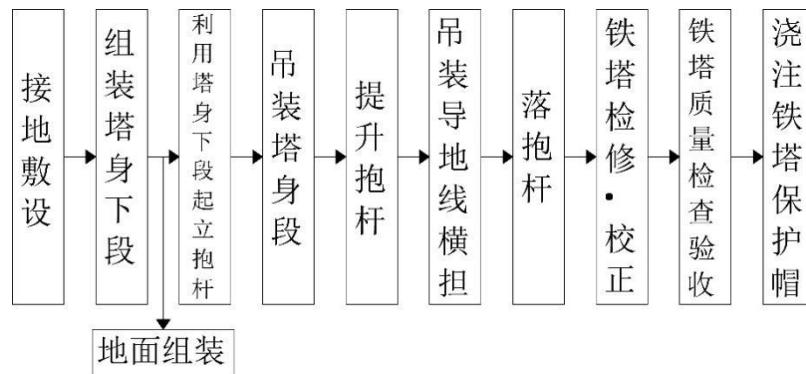 接地敷设
组装塔身下段
利用塔身下段起立抱杆
吊装塔身段
提升抱杆
吊装导地线横担
落抱杆
铁塔检修·校正
铁塔质量检查验收
浇注铁塔保护帽
地面组装